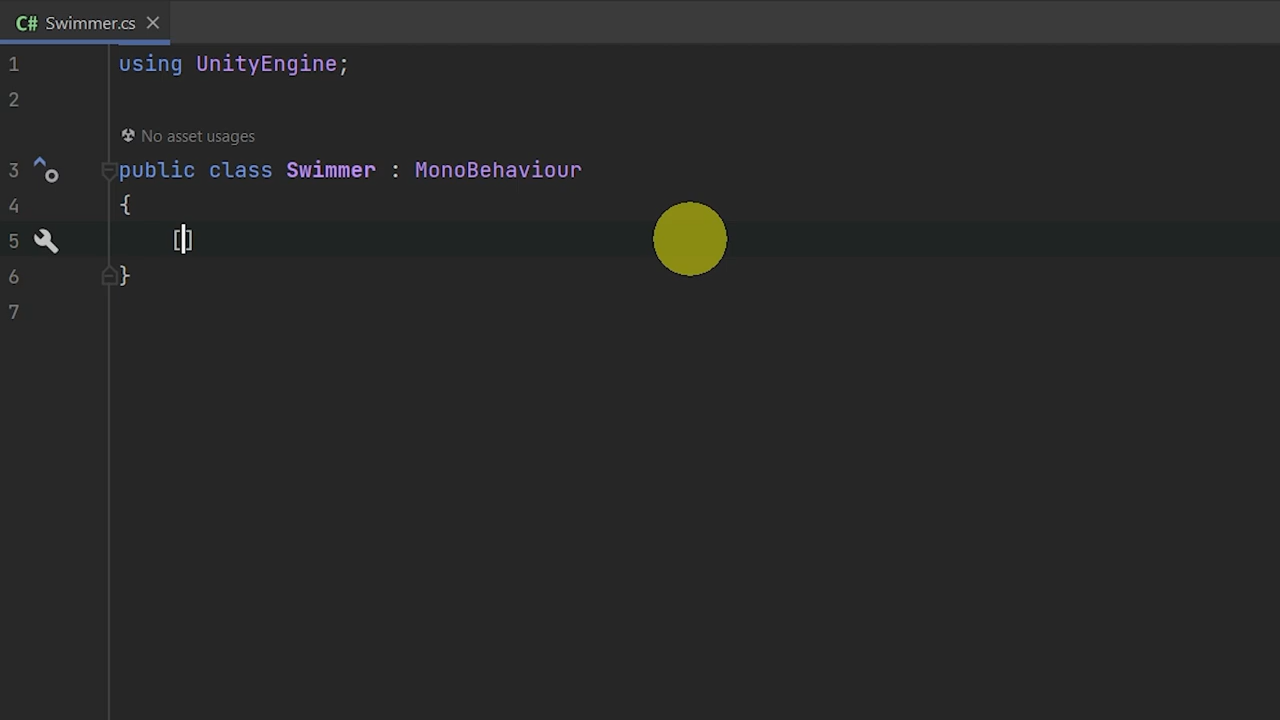 C# Swimmer.cs
1 using UnityEngine;
2
No asset usages
3 public class Swimmer : MonoBehaviour
4 {
5 []
6 }
7